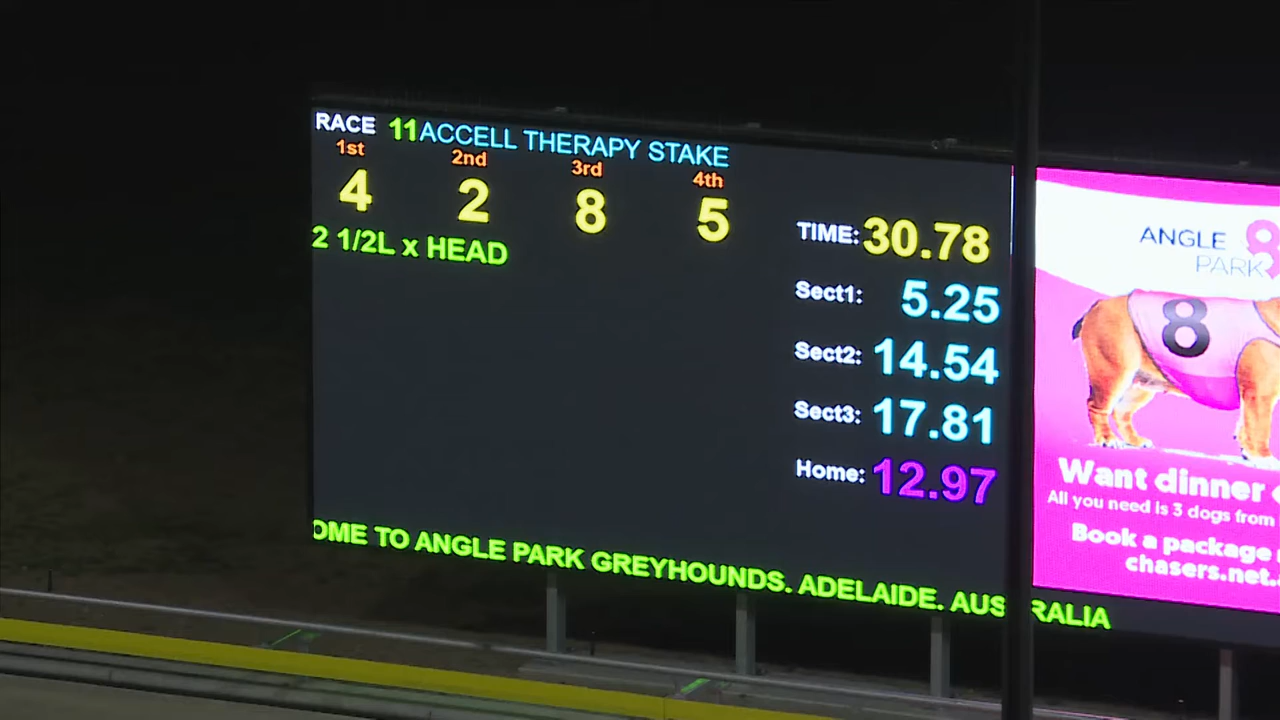 RACE 11 ACCELL THERAPY STAKE
1st 2nd 3rd 4th
4 2 8 5
2 1/2L x HEAD
TIME: 30.78
Sect1: 5.25
Sect2: 14.54
Sect3: 17.81
Home: 12.97
OME TO ANGLE PARK GREYHOUNDS. ADELAIDE. AUS RALIA
ANGLE
PARK
8
Want dinner
All you need is 3 dogs from
Book a package
chasers.net.